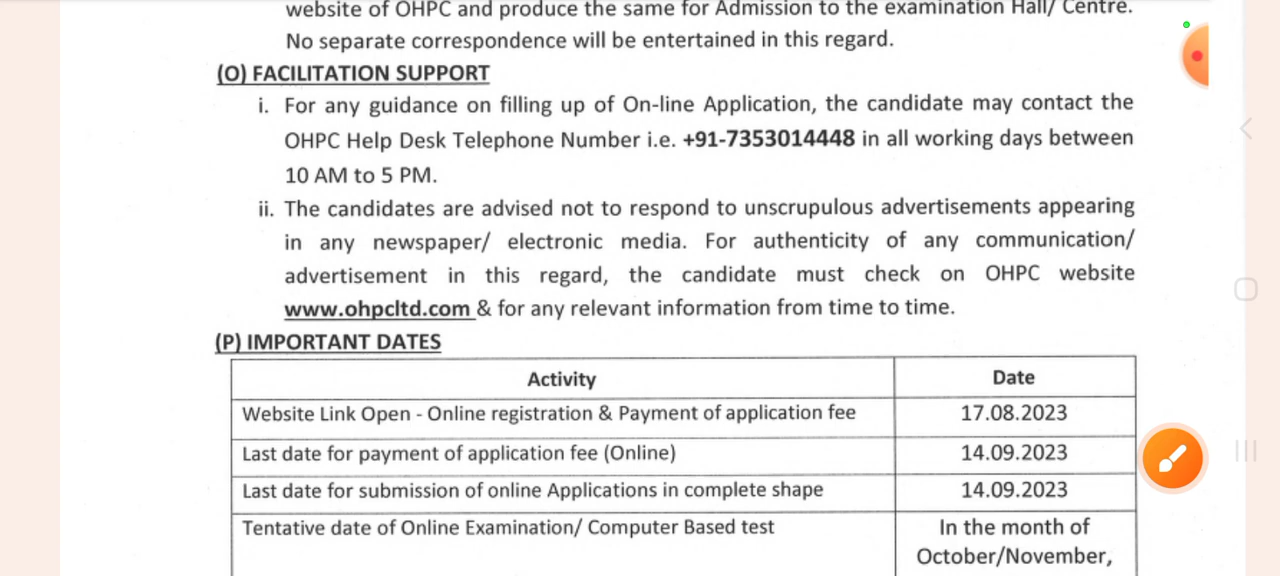 website of OHPC and produce the same for Admission to the examination Hall/ Centre.
No separate correspondence will be entertained in this regard.
(O) FACILITATION SUPPORT
i. For any guidance on filling up of On-line Application, the candidate may contact the
OHPC Help Desk Telephone Number i.e. +91-7353014448 in all working days between
10 AM to 5 PM.
ii. The candidates are advised not to respond to unscrupulous advertisements appearing
in any newspaper/ electronic media. For authenticity of any communication/
advertisement in this regard, the candidate must check on OHPC website
www.ohpcltd.com & for any relevant information from time to time.
(P) IMPORTANT DATES
Activity Date
Website Link Open - Online registration & Payment of application fee 17.08.2023
Last date for payment of application fee (Online) 14.09.2023
Last date for submission of online Applications in complete shape 14.09.2023
Tentative date of Online Examination/ Computer Based test In the month of
October/November,